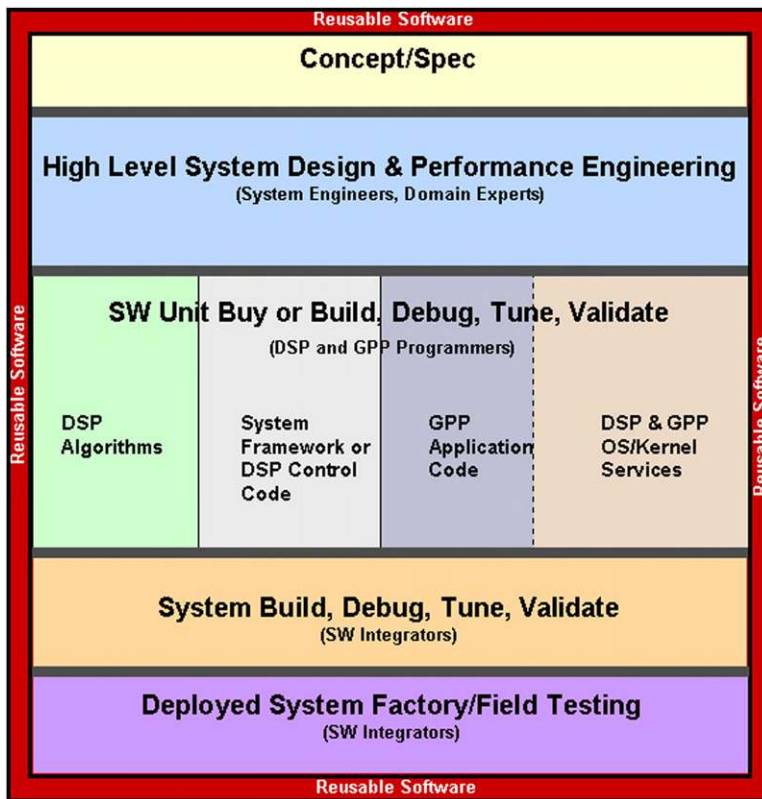 Reusable Software
Concept/Spec
High Level System Design & Performance Engineering
(System Engineers, Domain Experts)
SW Unit Buy or Build, Debug, Tune, Validate
(DSP and GPP Programmers)
DSP
Algorithms
System
Framework or
DSP Control
Code
GPP
Application
Code
DSP & GPP
OS/Kernel
Services
Reusable Software
Reusable Software
System Build, Debug, Tune, Validate
(SW Integrators)
Deployed System Factory/Field Testing
(SW Integrators)
Reusable Software